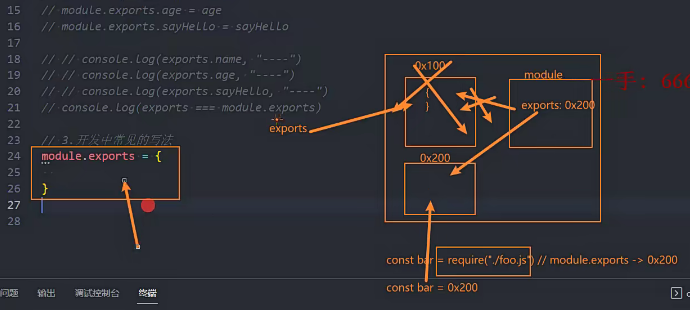 15 // module.exports.age = age
16 // module.exports.sayHello = sayHello
17
18 // // console.log(exports.name, "----")
19 // // console.log(exports.age, "----")
20 // // console.log(exports.sayHello, "----")
21 // console.log(exports === module.exports)
22
23 // 3.开发中常见的写法
24 module.exports = {
25
26 }
27
28
0x100
{
}
module
exports: 0x200
exports
0x200
const bar = require("./foo.js") // module.exports -> 0x200
const bar = 0x200
问题 输出 调试控制台 终端